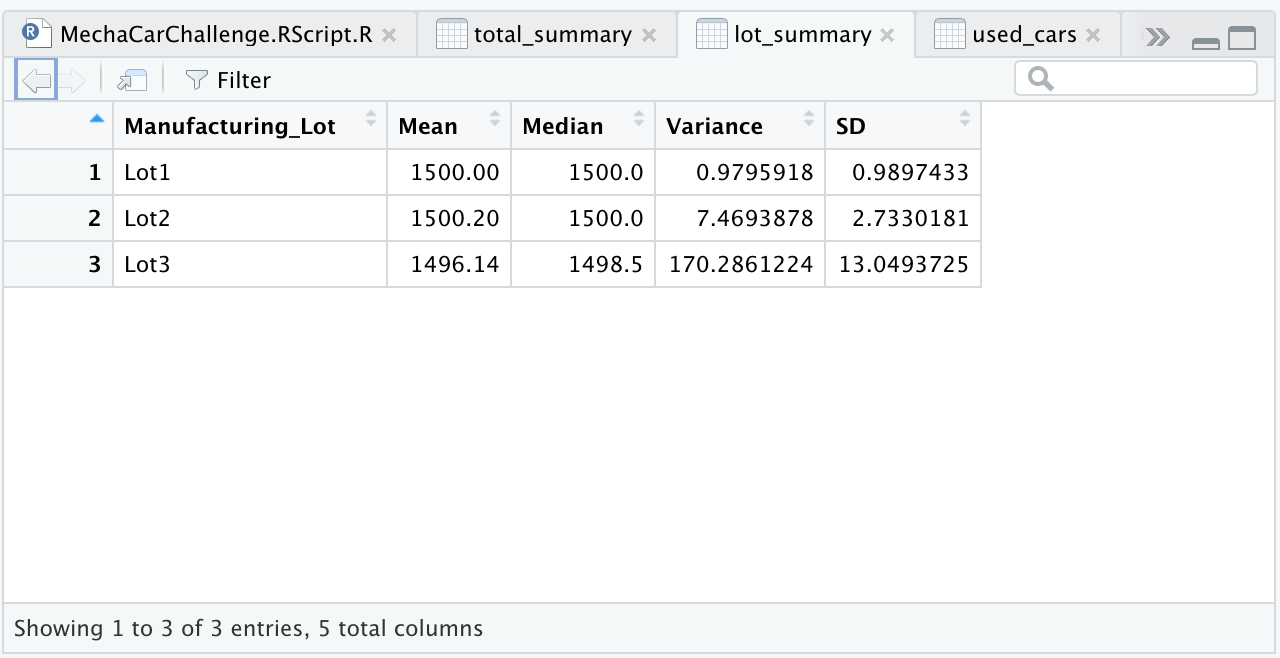 R MechaCarChallenge.RScript.R total_summary lot_summary used_cars
Filter
Manufacturing_Lot Mean Median Variance SD
1 Lot1 1500.00 1500.0 0.9795918 0.9897433
2 Lot2 1500.20 1500.0 7.4693878 2.7330181
3 Lot3 1496.14 1498.5 170.2861224 13.0493725
Showing 1 to 3 of 3 entries, 5 total columns